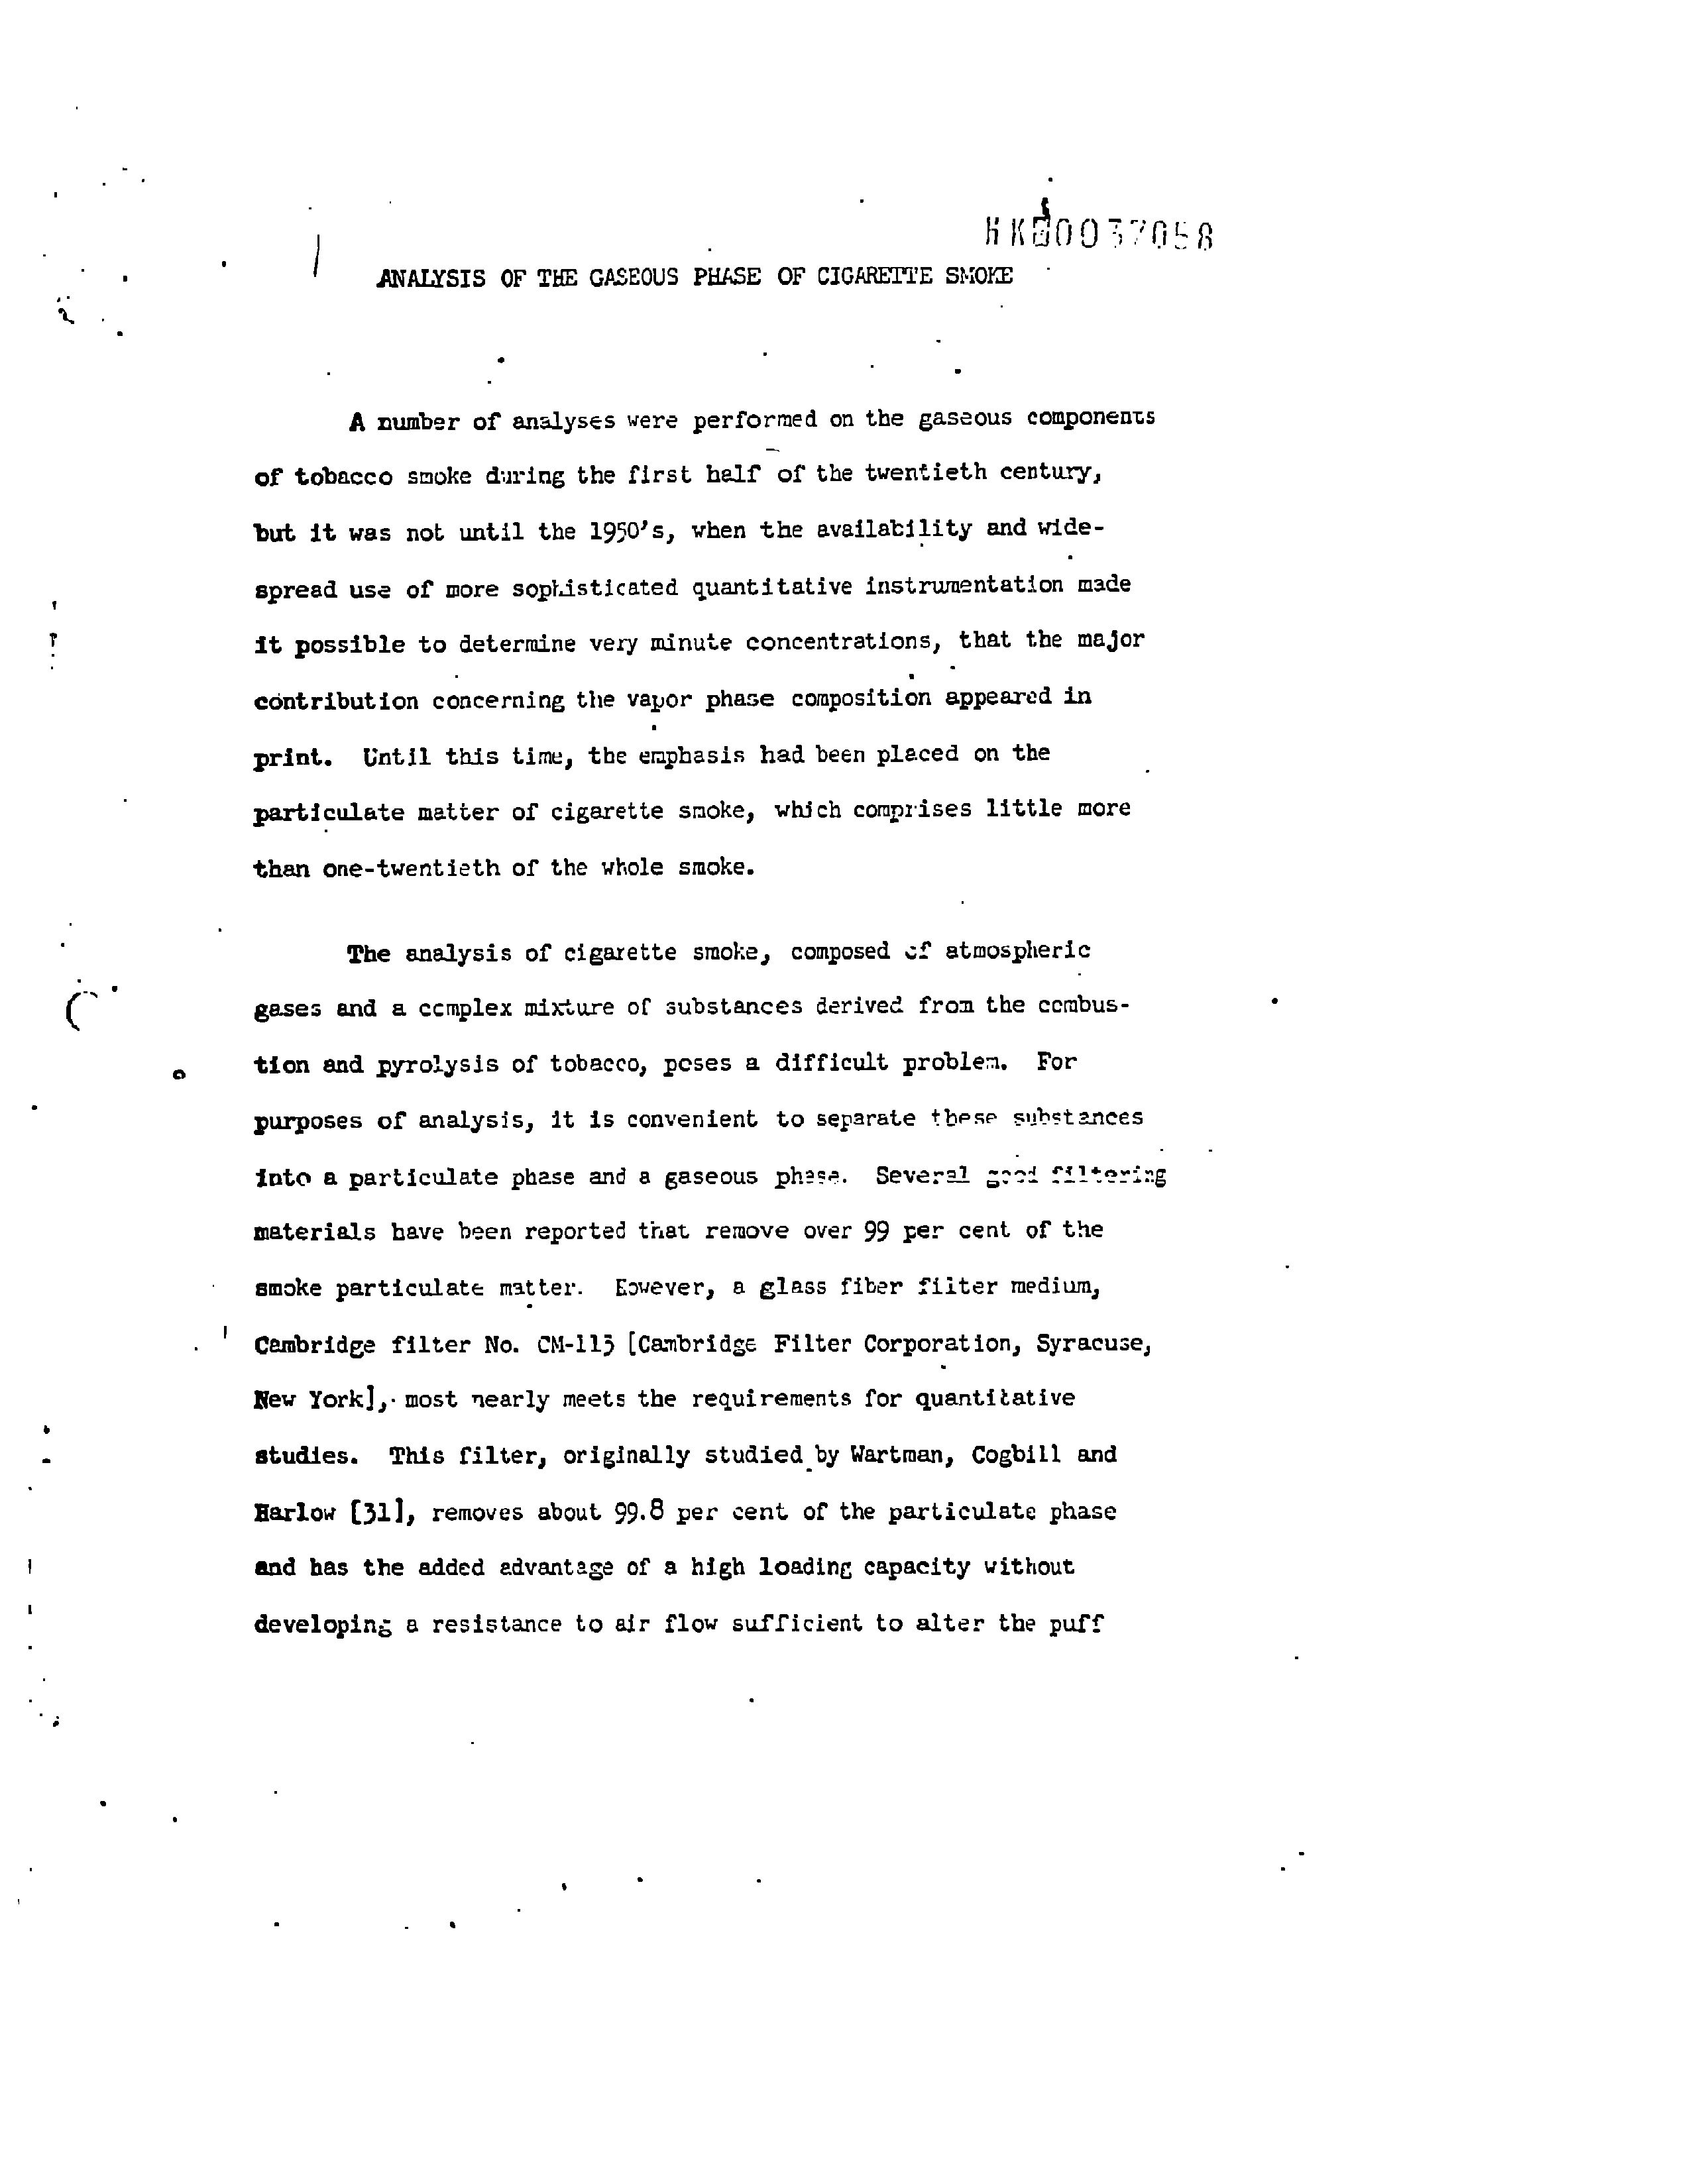 ANALYSIS OF THE GASEOUS PHASE OF CIGARETTE SMOKE
A number of analyses were performed on the gaseous components
of tobacco smoke during the first half of the twentieth century,
but it was not until the 1950's, when the availability and wide-
spread use of more sophisticated quantitative instrumentation made
it possible to determine very minute concentrations, that the major
contribution concerning the vapor phase composition appeared in
print. Until this time, the emphasis had been placed on the
particulate matter of cigarette smoke, which comprises little more
than one-twentieth of the whole smoke.
The analysis of cigarette smoke, composed of atmospheric
gases and a complex mixture of substances derived from the combus-
tion and pyrolysis of tobacco, poses a difficult problem. For
purposes of analysis, it is convenient to separate these substances
into a particulate phase and a gaseous phase. Several good filtering
materials have been reported that remove over 99 per cent of the
smoke particulate matter. However, a glass fiber filter medium,
Cambridge filter No. CM-113 [Cambridge Filter Corporation, Syracuse,
New York], most nearly meets the requirements for quantitative
studies. This filter, originally studied by Wartman, Cogbill and
Harlow [31], removes about 99.8 per cent of the particulate phase
and has the added advantage of a high loading capacity without
developing a resistance to air flow sufficient to alter the puff